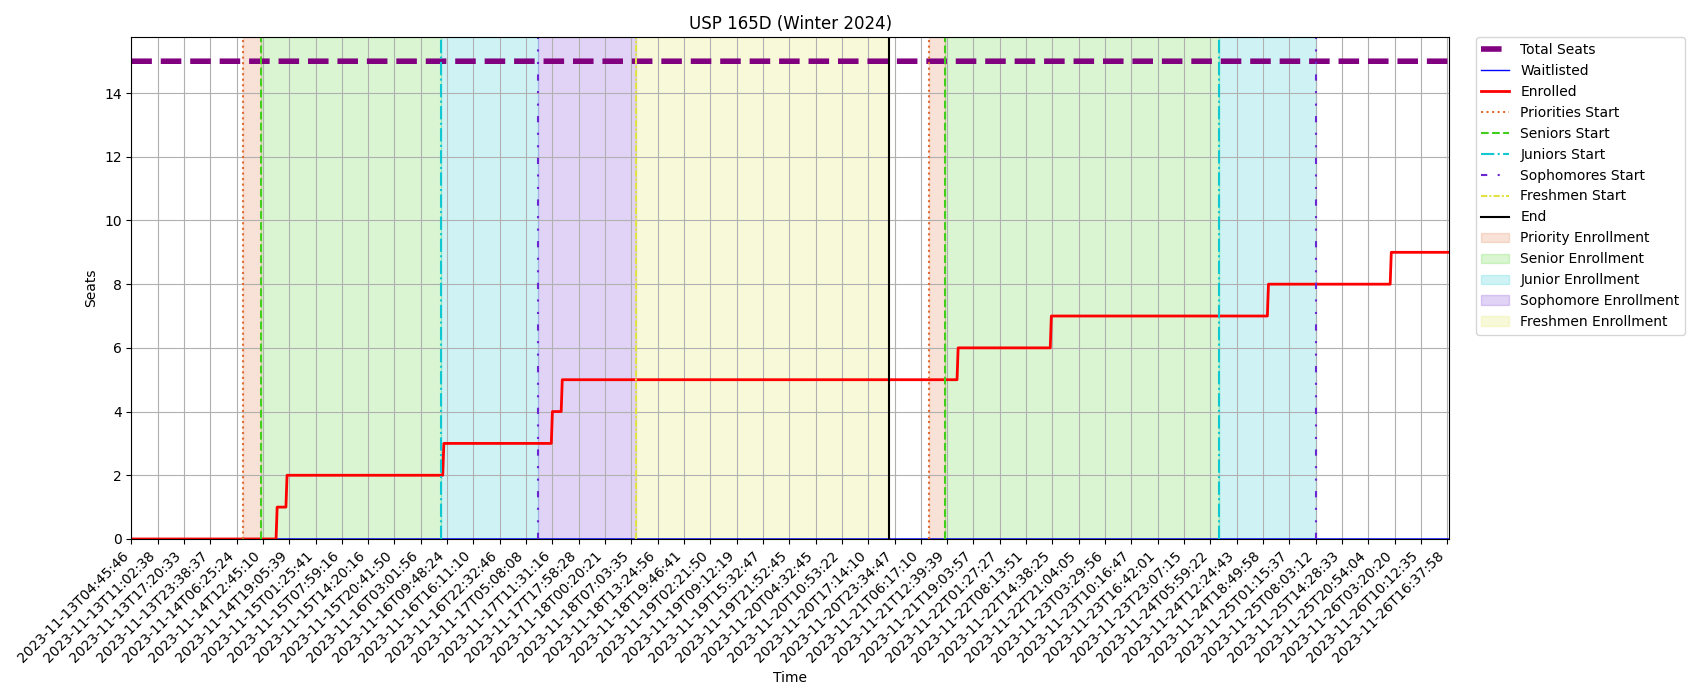 USP 165D (Winter 2024)
Total Seats
Waitlisted
Enrolled
Priorities Start
Seniors Start
Juniors Start
Sophomores Start
Freshmen Start
End
Priority Enrollment
Senior Enrollment
Junior Enrollment
Sophomore Enrollment
Freshmen Enrollment
Seats
14
12
10
8
6
4
2
0
2023-11-13T04:45:46
2023-11-13T11:02:38
2023-11-13T17:20:33
2023-11-13T23:38:37
2023-11-14T06:25:24
2023-11-14T12:45:10
2023-11-14T19:05:39
2023-11-15T01:25:41
2023-11-15T07:59:16
2023-11-15T14:20:16
2023-11-15T20:41:50
2023-11-16T03:01:56
2023-11-16T09:48:24
2023-11-16T16:11:10
2023-11-16T22:32:46
2023-11-17T05:08:08
2023-11-17T11:31:16
2023-11-17T17:58:28
2023-11-18T00:20:21
2023-11-18T07:03:35
2023-11-18T13:24:56
2023-11-18T19:46:41
2023-11-19T02:21:50
2023-11-19T09:12:19
2023-11-19T15:32:47
2023-11-19T21:52:45
2023-11-20T04:32:45
2023-11-20T10:53:22
2023-11-20T17:14:10
2023-11-20T23:34:47
2023-11-21T06:17:10
2023-11-21T12:39:39
2023-11-21T19:03:57
2023-11-22T01:27:27
2023-11-22T08:13:51
2023-11-22T14:38:25
2023-11-22T21:04:05
2023-11-23T03:29:56
2023-11-23T10:16:47
2023-11-23T16:42:01
2023-11-23T23:07:15
2023-11-24T05:59:22
2023-11-24T12:24:43
2023-11-24T18:49:58
2023-11-25T01:15:37
2023-11-25T08:03:12
2023-11-25T14:28:33
2023-11-25T20:54:04
2023-11-26T03:20:20
2023-11-26T10:12:35
2023-11-26T16:37:58
Time